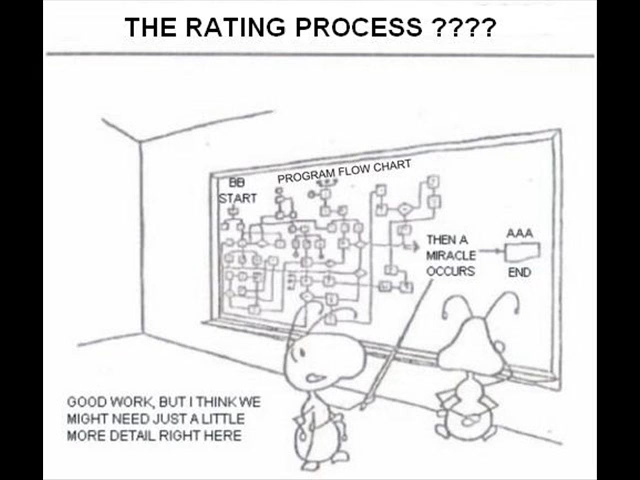 THE RATING PROCESS ????
PROGRAM FLOW CHART
BB
START
THEN A
MIRACLE
OCCURS
AAA
END
GOOD WORK, BUT I THINK WE
MIGHT NEED JUST A LITTLE
MORE DETAIL RIGHT HERE